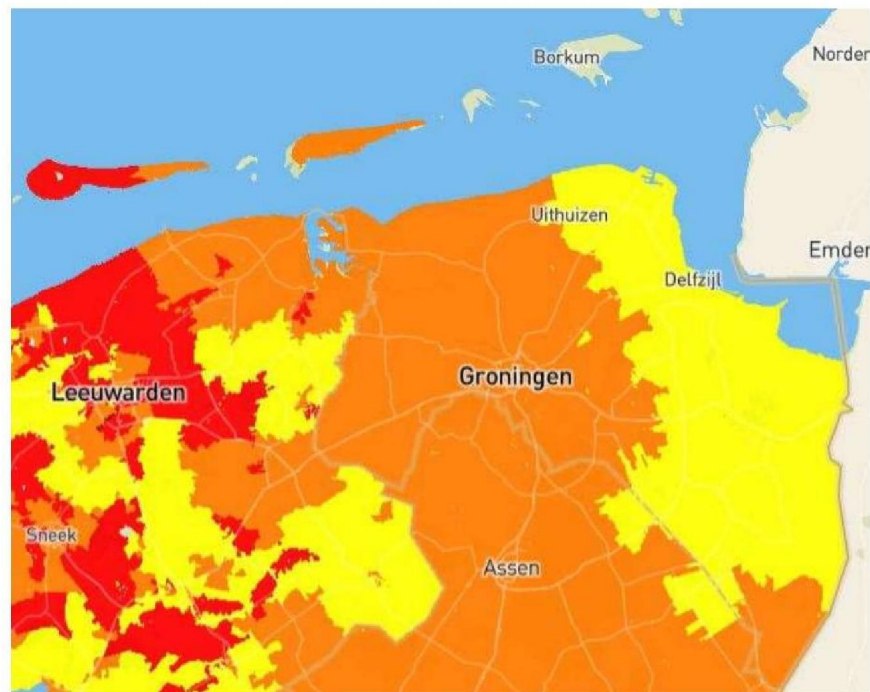 Borkum
Norden
Uithuizen
Emden
Delfzijl
Leeuwarden
Groningen
Sneek
Assen